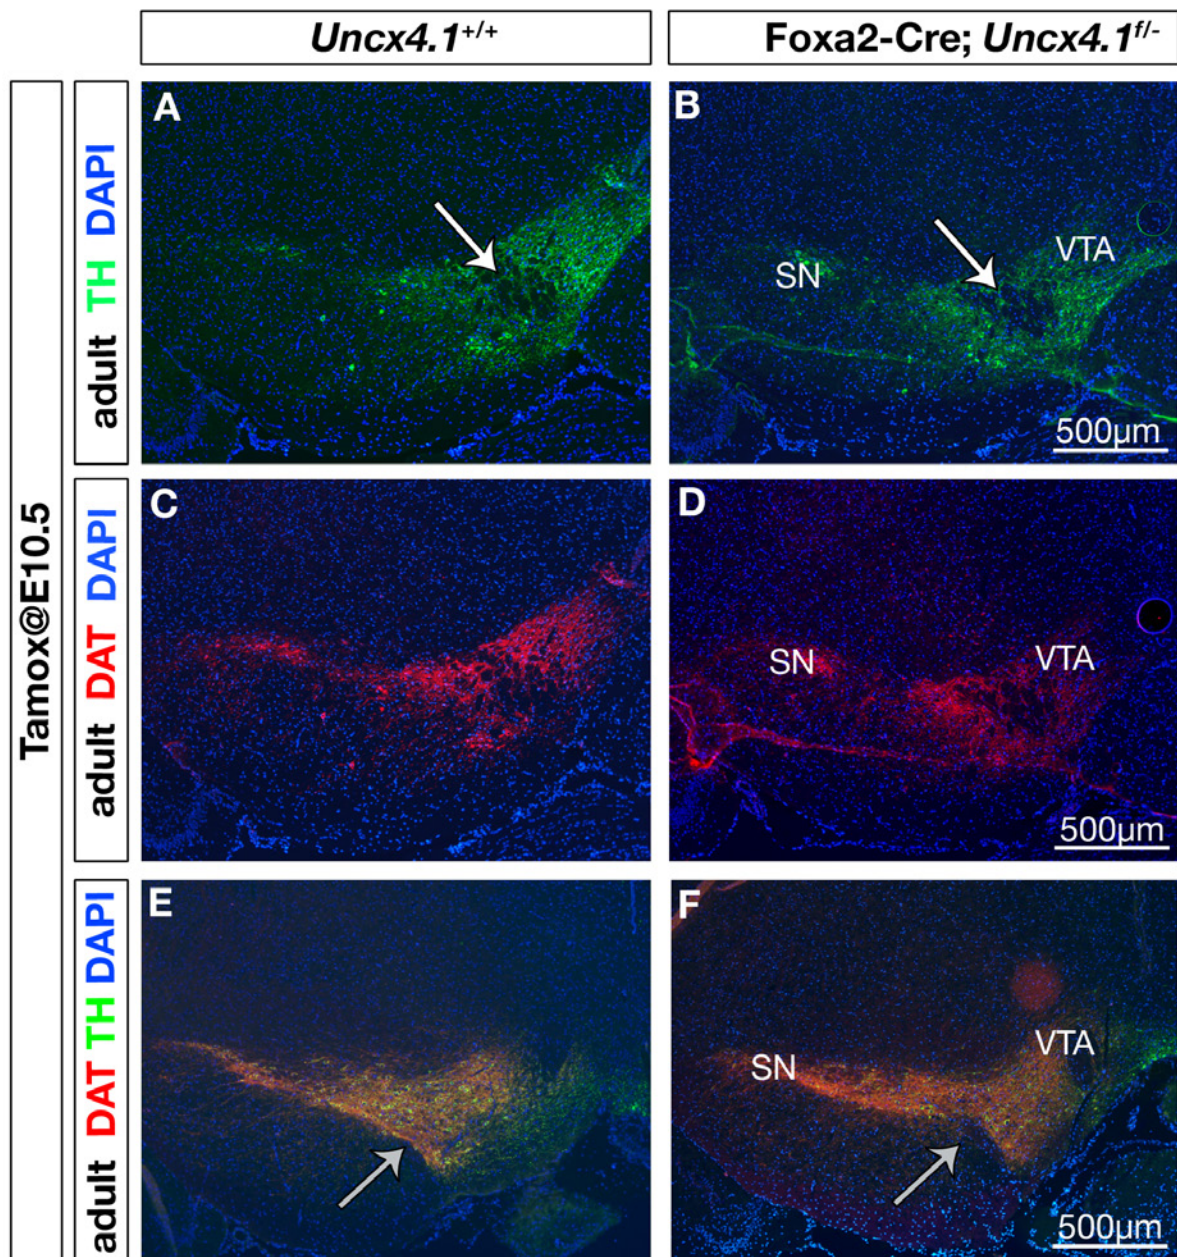 Uncx4.1+/+
Foxa2-Cre; Uncx4.1f/-
Tamox@E10.5
adult TH DAPI
A
B
SN
VTA
500µm
adult DAT DAPI
C
D
SN
VTA
500µm
adult DAT TH DAPI
E
F
SN
VTA
500µm